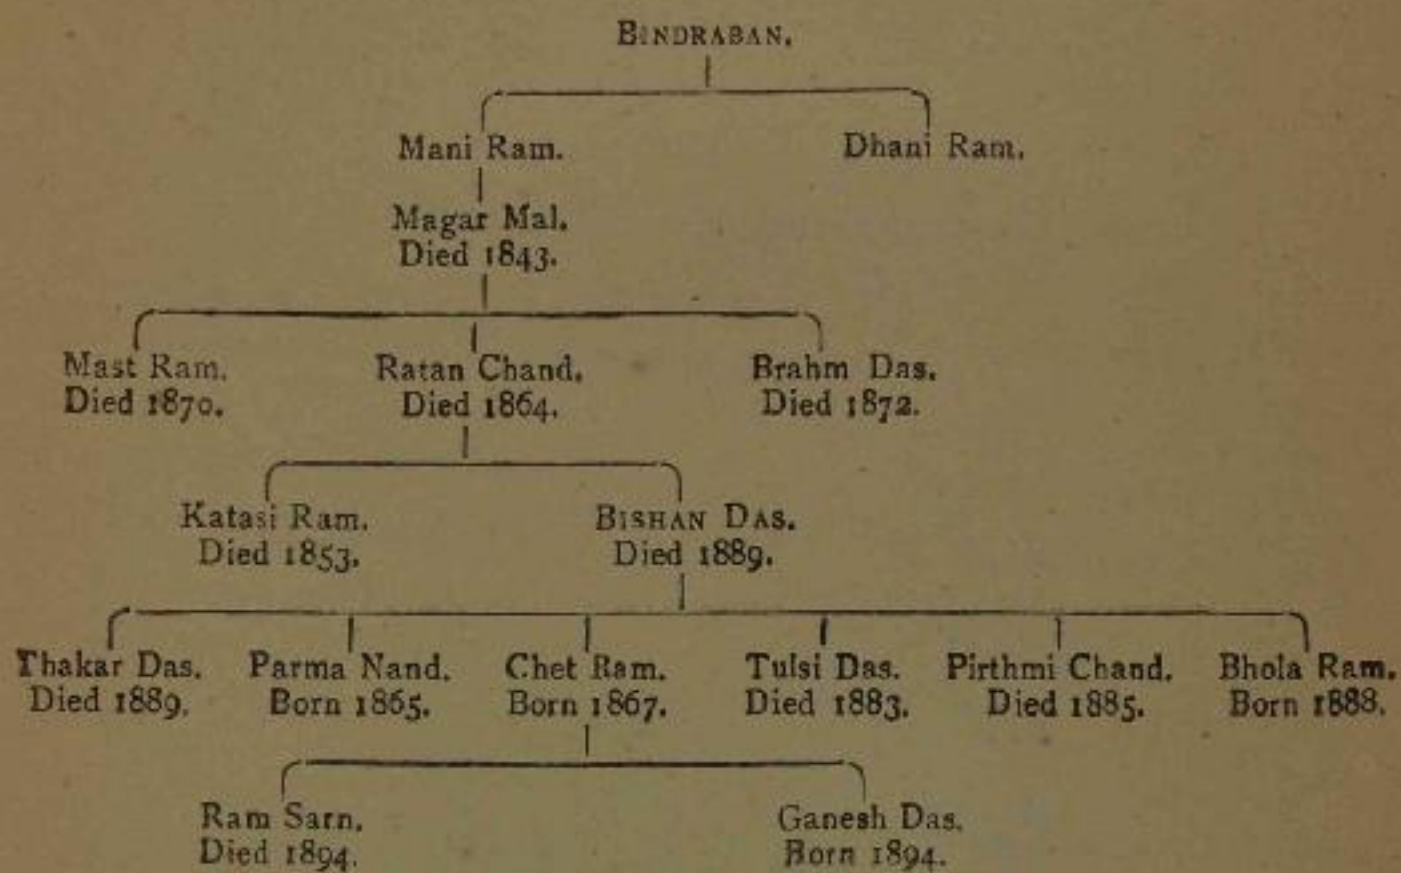 BINDRABAN.
Mani Ram. Dhani Ram.
Magar Mal.
Died 1843.
Mast Ram. Ratan Chand. Brahm Das.
Died 1870. Died 1864. Died 1872.
Katasi Ram. BISHAN DAS.
Died 1853. Died 1889.
Thakar Das. Parma Nand. Chet Ram. Tulsi Das. Pirthmi Chand. Bhola Ram.
Died 1889. Born 1865. Born 1867. Died 1883. Died 1885. Born 1888.
Ram Sarn. Ganesh Das.
Died 1894. Born 1894.